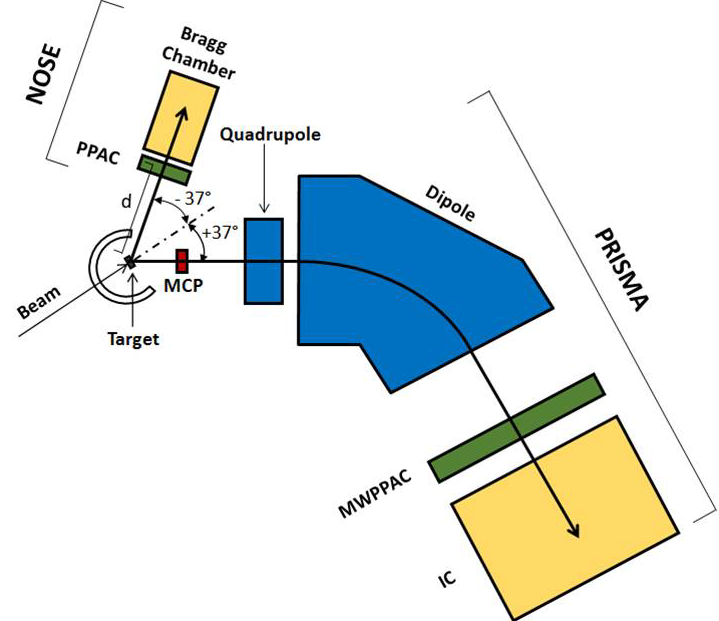 NOSE
Bragg
Chamber
PPAC
Quadrupole
d
- 37°
+37°
Dipole
MCP
Beam
Target
PRISMA
MWPPAC
IC